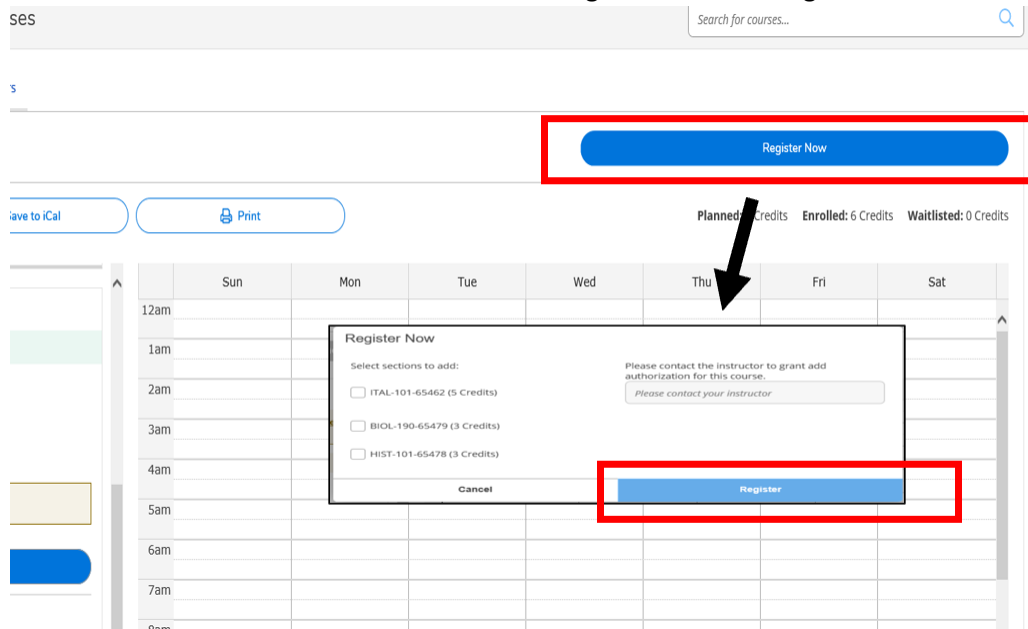 ses
Search for courses...
Register Now
Save to iCal
Print
Planned: Credits Enrolled: 6 Credits Waitlisted: 0 Credits
Sun Mon Tue Wed Thu Fri Sat
12am
1am
Register Now
Select sections to add:
Please contact the instructor to grant add
authorization for this course.
2am
ITAL-101-65462 (5 Credits)
Please contact your instructor
3am
BIOL-190-65479 (3 Credits)
HIST-101-65478 (3 Credits)
4am
Cancel
Register
5am
6am
7am